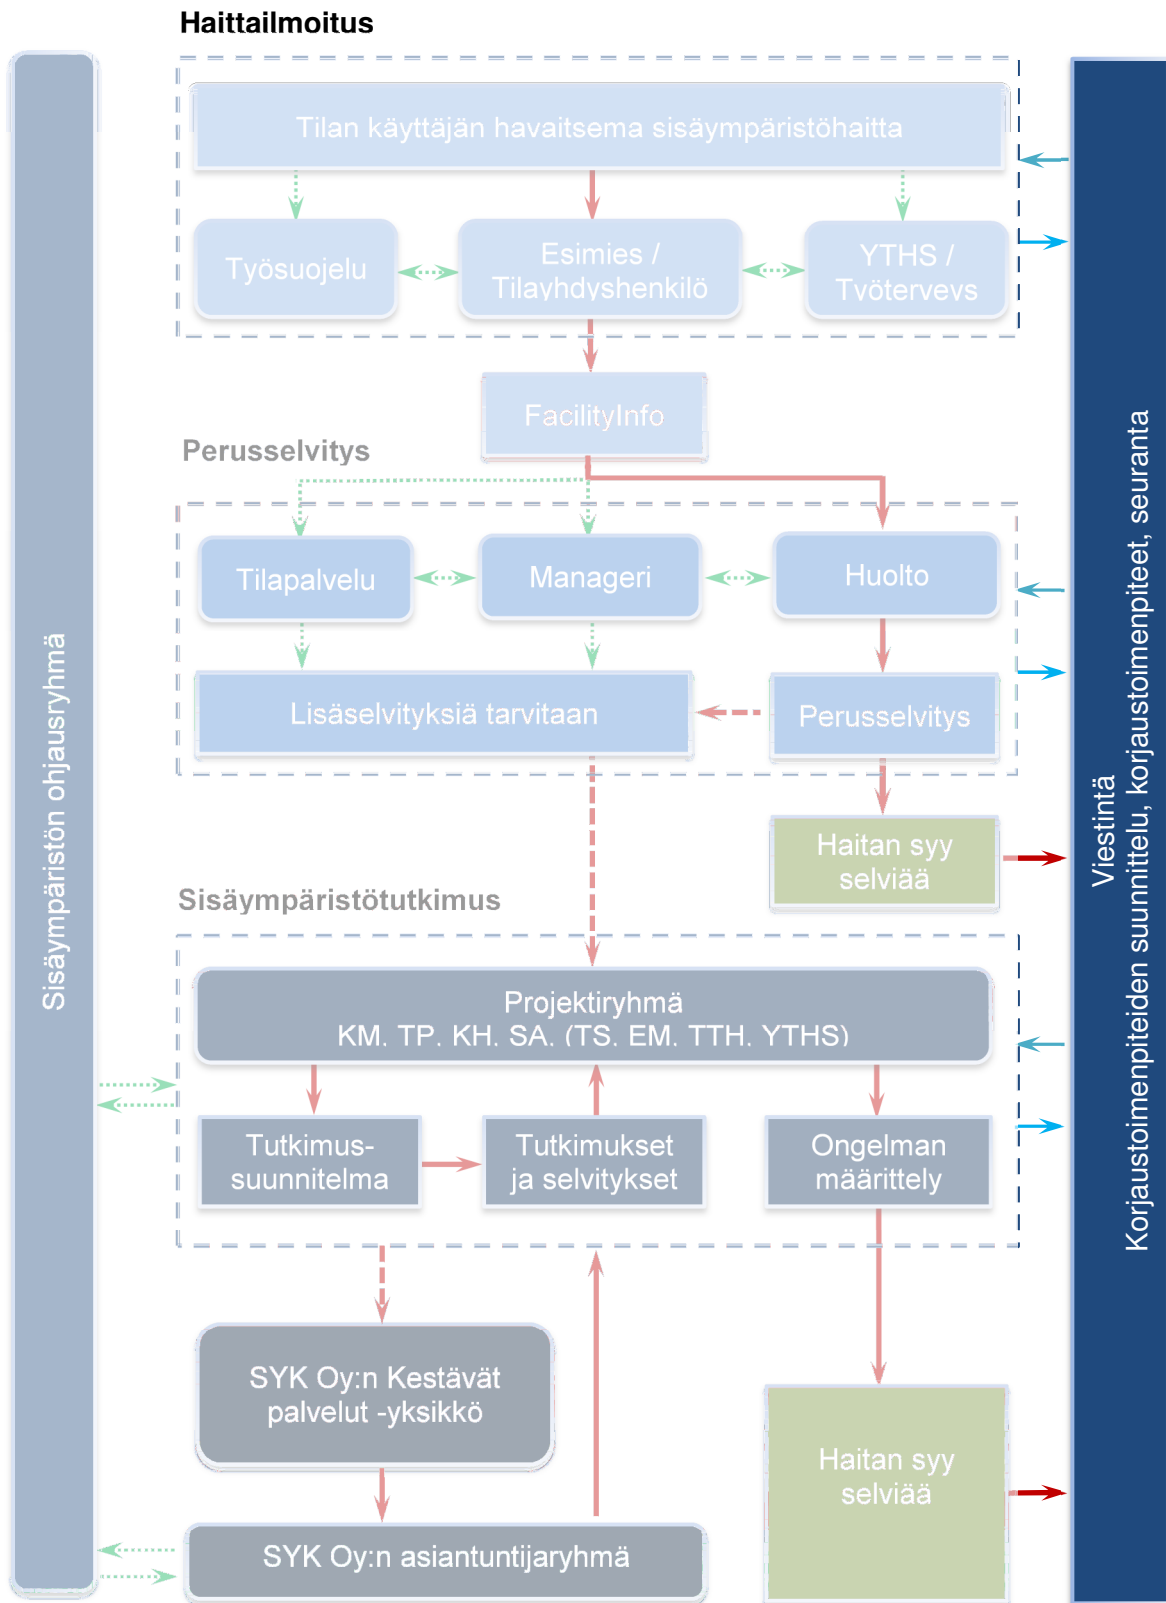 Haittailmoitus
Tilan käyttäjän havaitsema sisäympäristöhaitta
Työsuojelu
Esimies /
Tilayhdyshenkilö
YTHS /
Työterveys
FacilityInfo
Perusselvitys
Tilapalvelu
Manageri
Huolto
Lisäselvityksiä tarvitaan
Perusselvitys
Haitan syy
selviää
Sisäympäristötutkimus
Projektiryhmä
KM, TP, KH, SA, (TS, EM, TTH, YTHS)
Tutkimus-
suunnitelma
Tutkimukset
ja selvitykset
Ongelman
määrittely
SYK Oy:n Kestävät
palvelut -yksikkö
Haitan syy
selviää
SYK Oy:n asiantuntijaryhmä
Sisäympäristön ohjausryhmä
Viestintä
Korjaustoimenpiteiden suunnittelu, korjaustoimenpiteet, seuranta